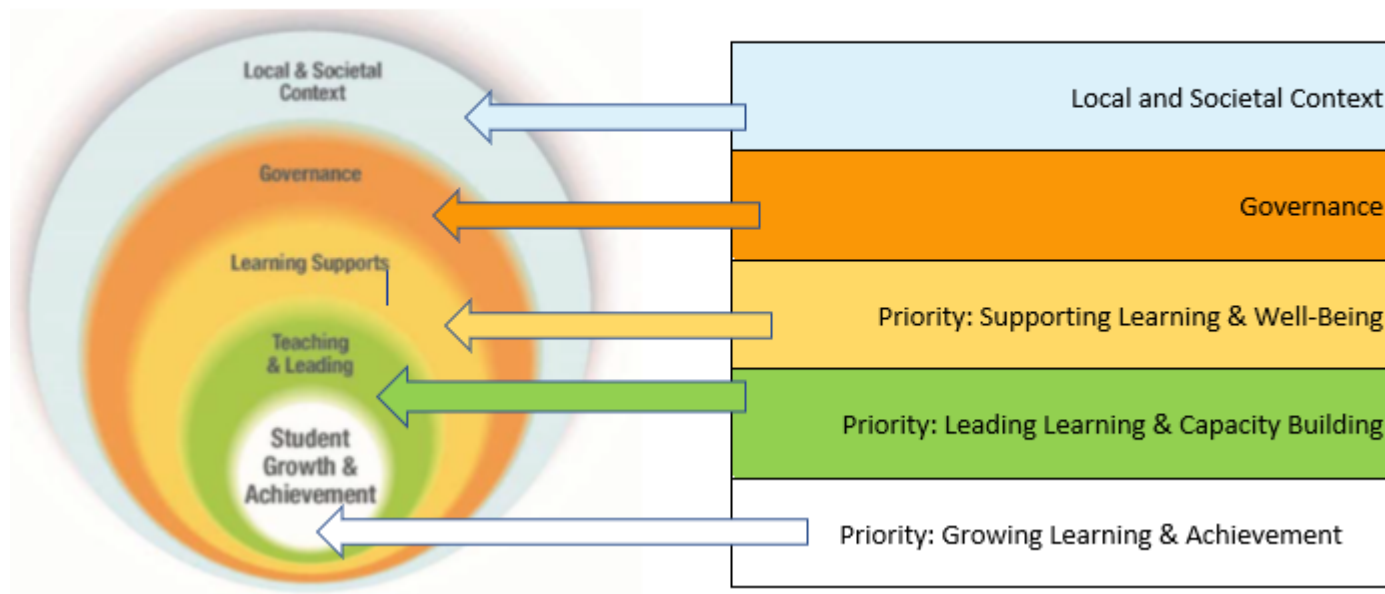 Local & Societal
Context
Governance
Learning Supports
Teaching
& Leading
Student
Growth &
Achievement
Local and Societal Context
Governance
Priority: Supporting Learning & Well-Being
Priority: Leading Learning & Capacity Building
Priority: Growing Learning & Achievement